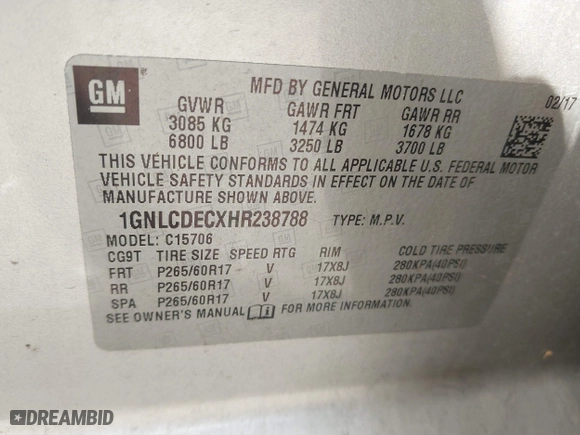 GM
MFD BY GENERAL MOTORS LLC
02/17
GVWR GAWR FRT GAWR RR
3085 KG 1474 KG 1678 KG
6800 LB 3250 LB 3700 LB
THIS VEHICLE CONFORMS TO ALL APPLICABLE U.S. FEDERAL MOTOR
VEHICLE SAFETY STANDARDS IN EFFECT ON THE DATE OF
MANUFACTURE SHOWN ABOVE.
1GNLCDECXHR238788 TYPE: M.P.V.
MODEL: C15706
CG9T TIRE SIZE SPEED RTG RIM COLD TIRE PRESSURE
FRT P265/60R17 V 17X8J 280KPA(40PSI)
RR P265/60R17 V 17X8J 280KPA(40PSI)
SPA P265/60R17 V 17X8J 280KPA(40PSI)
SEE OWNER'S MANUAL FOR MORE INFORMATION.
DREAMBID